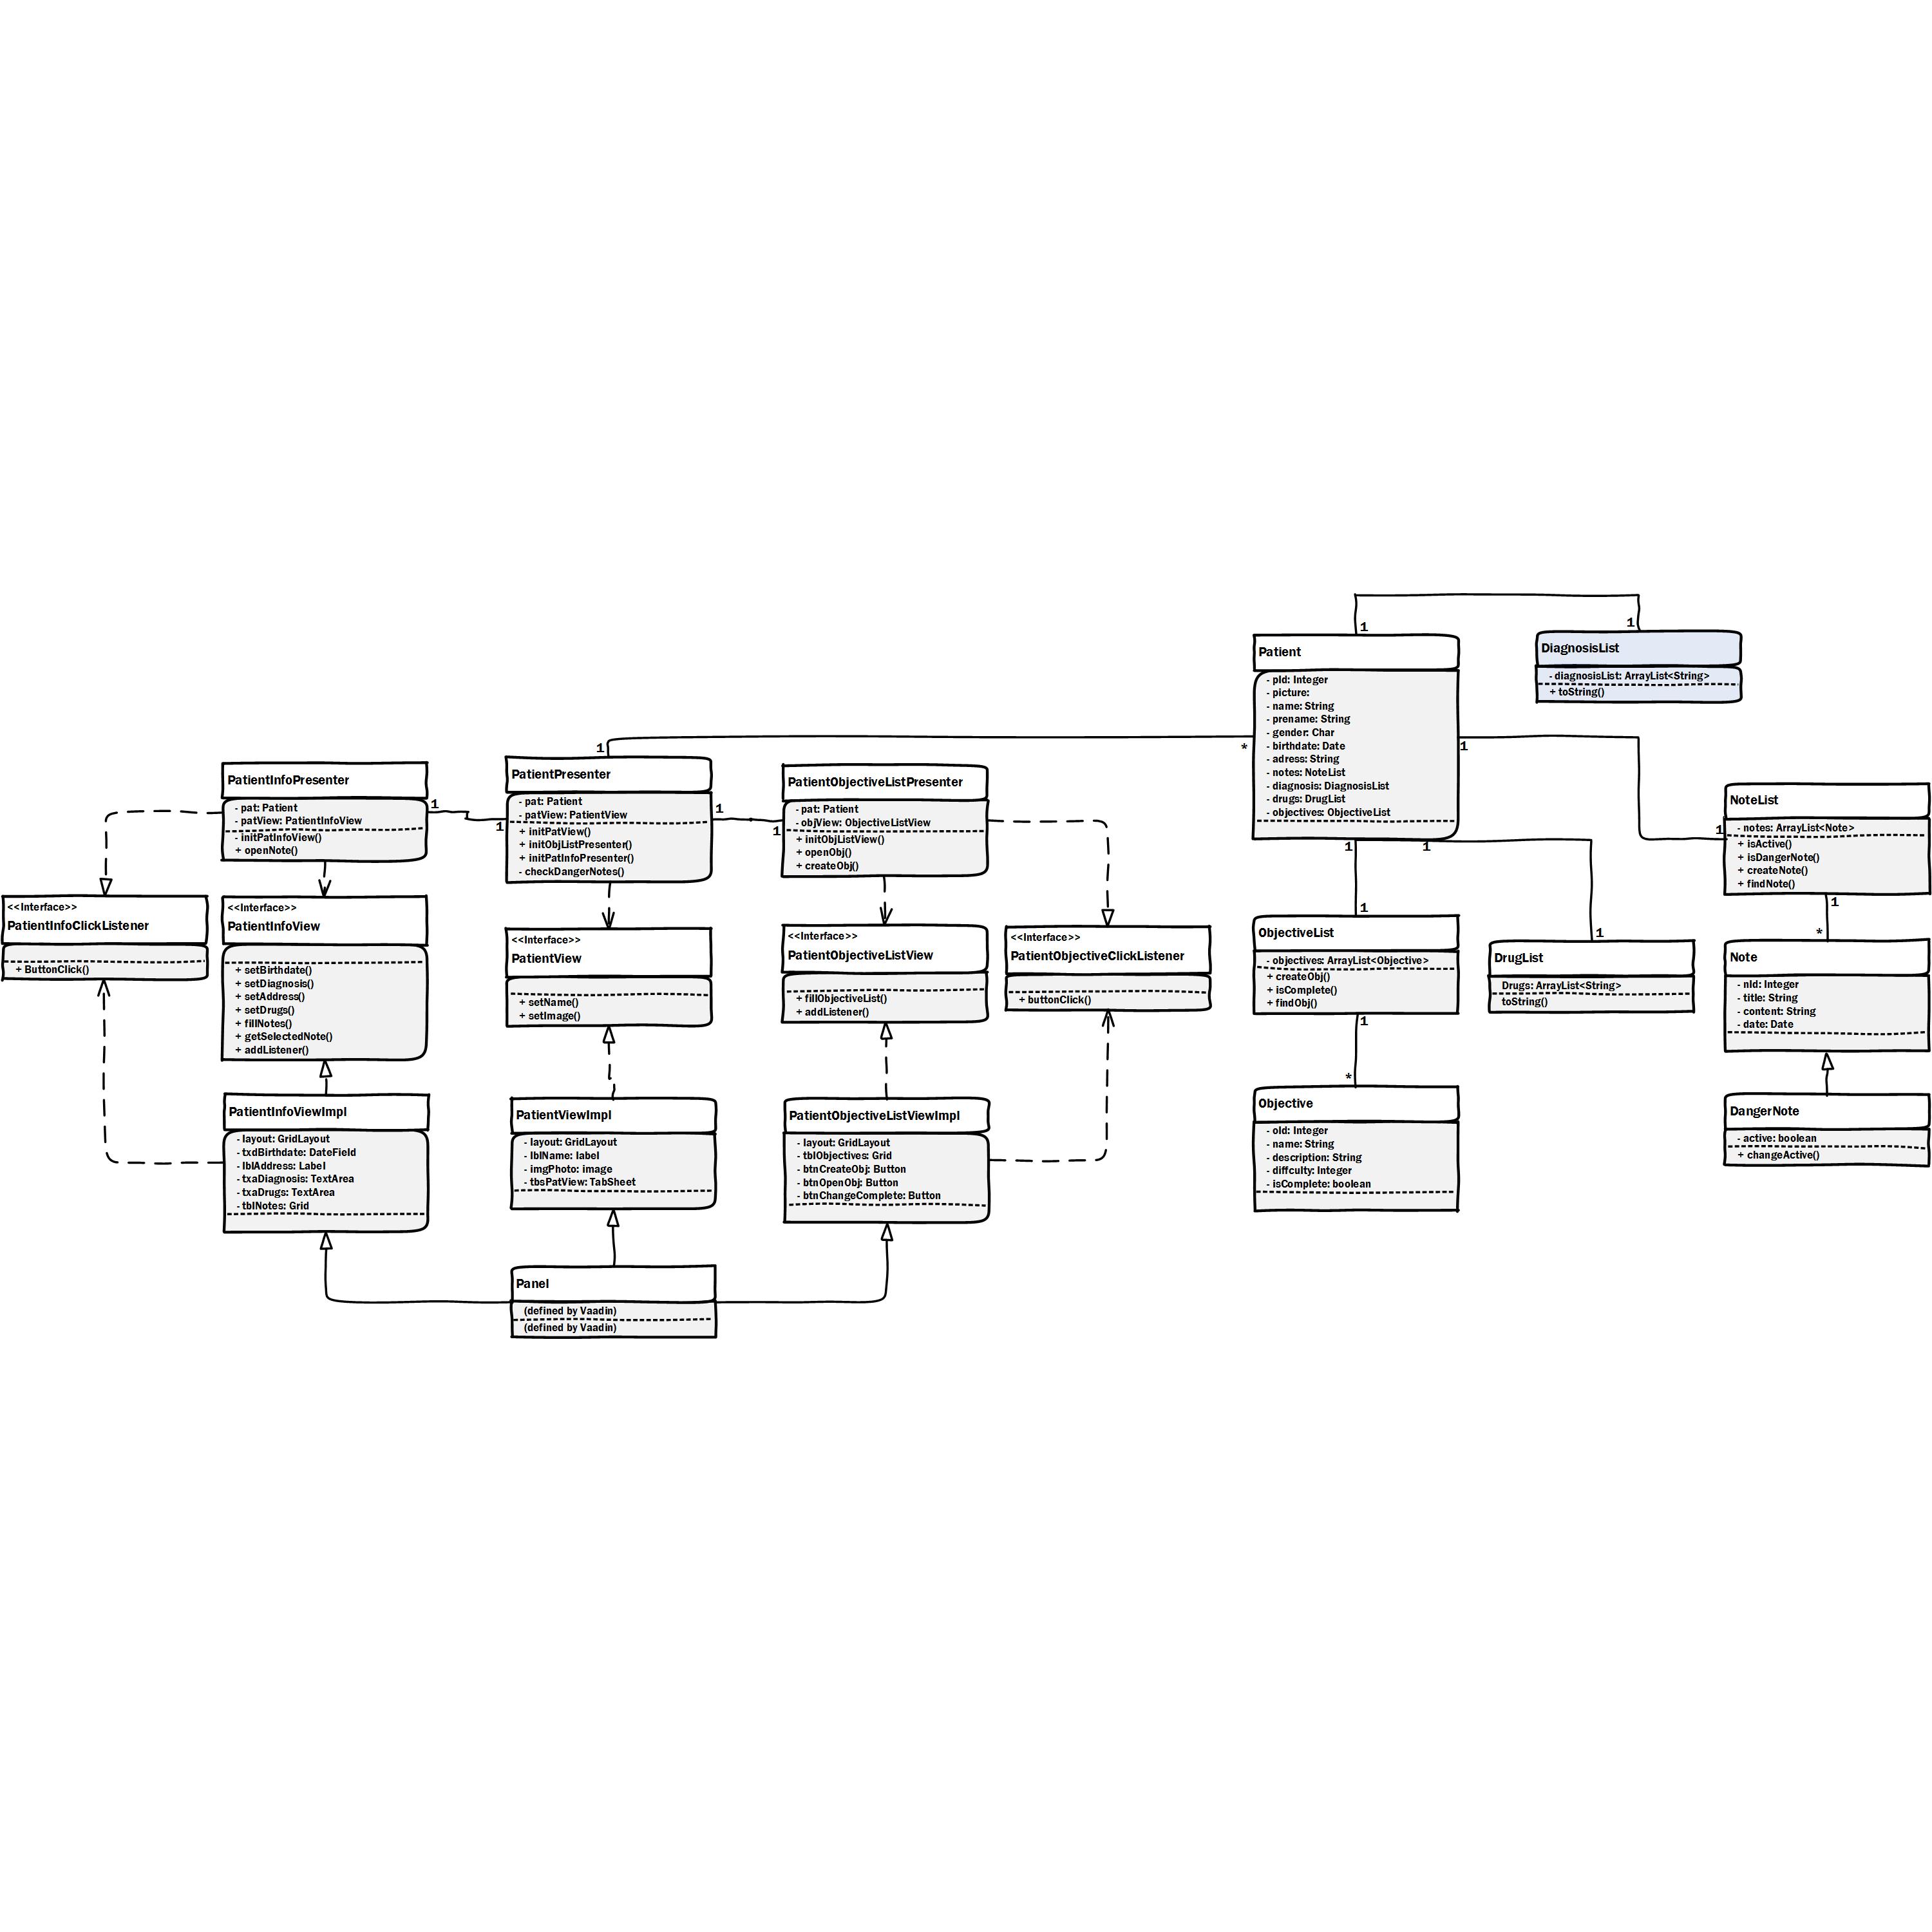 PatientInfoPresenter
- pat: Patient
- patView: PatientInfoView
- initPatInfoView()
+ openNote()
1
1
PatientPresenter
- pat: Patient
- patView: PatientView
+ initPatView()
+ initObjListPresenter()
+ initPatInfoPresenter()
- checkDangerNotes()
1
1
1
PatientObjectiveListPresenter
- pat: Patient
- objView: ObjectiveListView
+ initObjListView()
+ openObj()
+ createObj()
<<Interface>>
PatientInfoClickListener
+ ButtonClick()
<<Interface>>
PatientInfoView
+ setBirthdate()
+ setDiagnosis()
+ setAddress()
+ setDrugs()
+ fillNotes()
+ getSelectedNote()
+ addListener()
<<Interface>>
PatientView
+ setName()
+ setImage()
<<Interface>>
PatientObjectiveListView
+ fillObjectiveList()
+ addListener()
<<Interface>>
PatientObjectiveClickListener
+ buttonClick()
PatientInfoViewImpl
- layout: GridLayout
- txdBirthdate: DateField
- lblAddress: Label
- txaDiagnosis: TextArea
- txaDrugs: TextArea
- tblNotes: Grid
PatientViewImpl
- layout: GridLayout
- lblName: label
- imgPhoto: image
- tbsPatView: TabSheet
PatientObjectiveListViewImpl
- layout: GridLayout
- tblObjectives: Grid
- btnCreateObj: Button
- btnOpenObj: Button
- btnChangeComplete: Button
Panel
(defined by Vaadin)
(defined by Vaadin)
1
1
*
Patient
- pId: Integer
- picture:
- name: String
- prename: String
- gender: Char
- birthdate: Date
- adress: String
- notes: NoteList
- diagnosis: DiagnosisList
- drugs: DrugList
- objectives: ObjectiveList
1
1
1
DiagnosisList
- diagnosisList: ArrayList<String>
+ toString()
1
NoteList
- notes: ArrayList<Note>
+ isActive()
+ isDangerNote()
+ createNote()
+ findNote()
1
*
1
ObjectiveList
- objectives: ArrayList<Objective>
+ createObj()
+ isComplete()
+ findObj()
1
*
1
DrugList
Drugs: ArrayList<String>
toString()
Note
- nId: Integer
- title: String
- content: String
- date: Date
Objective
- oId: Integer
- name: String
- description: String
- diffculty: Integer
- isComplete: boolean
DangerNote
- active: boolean
+ changeActive()